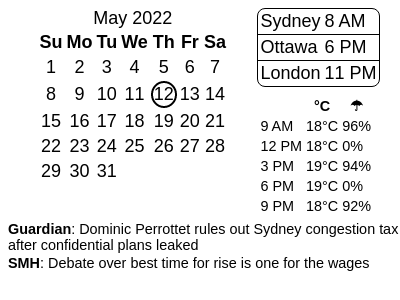 May 2022
Su Mo Tu We Th Fr Sa
1 2 3 4 5 6 7
8 9 10 11 12 13 14
15 16 17 18 19 20 21
22 23 24 25 26 27 28
29 30 31
Sydney 8 AM
Ottawa 6 PM
London 11 PM
°C ☂
9 AM 18°C 96%
12 PM 18°C 0%
3 PM 19°C 94%
6 PM 19°C 0%
9 PM 18°C 92%
Guardian: Dominic Perrottet rules out Sydney congestion tax
after confidential plans leaked
SMH: Debate over best time for rise is one for the wages